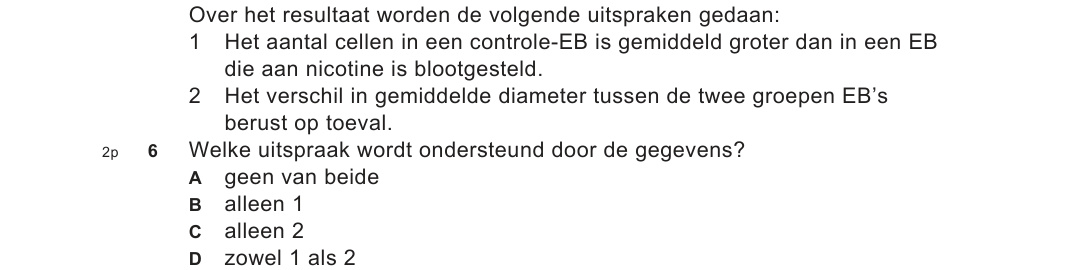 Over het resultaat worden de volgende uitspraken gedaan:
1 Het aantal cellen in een controle-EB is gemiddeld groter dan in een EB
die aan nicotine is blootgesteld.
2 Het verschil in gemiddelde diameter tussen de twee groepen EB’s
berust op toeval.
2p 6 Welke uitspraak wordt ondersteund door de gegevens?
A geen van beide
B alleen 1
C alleen 2
D zowel 1 als 2